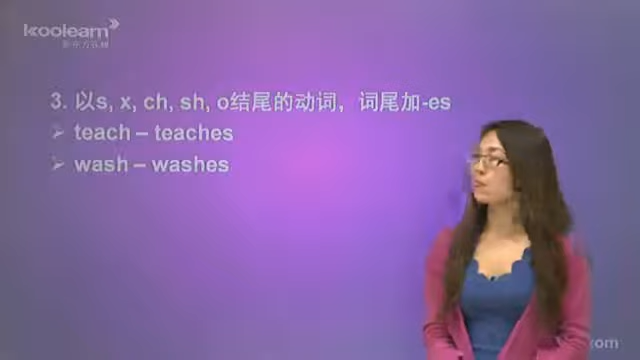 koolearn
新东方在线
3. 以s, x, ch, sh, o结尾的动词，词尾加-es
teach – teaches
wash – washes
.com